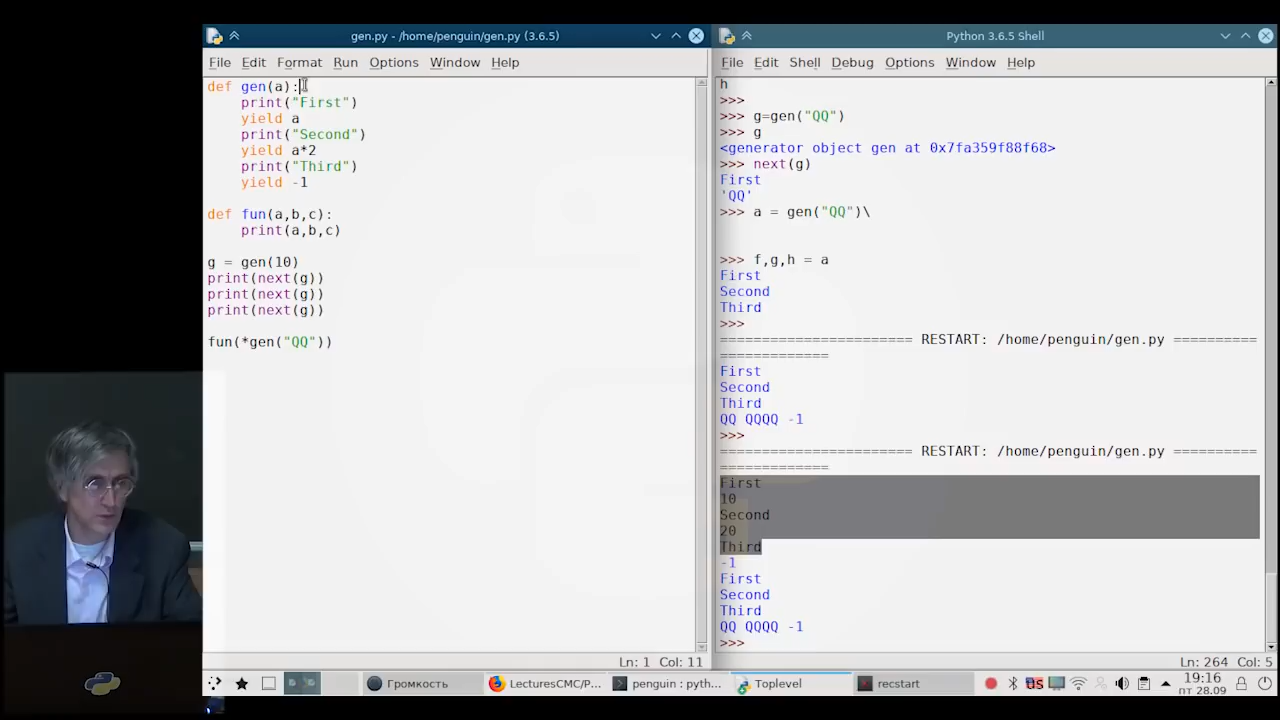 gen.py - /home/penguin/gen.py (3.6.5)
File Edit Format Run Options Window Help
def gen(a):
    print("First")
    yield a
    print("Second")
    yield a*2
    print("Third")
    yield -1
def fun(a,b,c):
    print(a,b,c)
g = gen(10)
print(next(g))
print(next(g))
print(next(g))
fun(*gen("QQ"))
Ln: 1 Col: 11
Python 3.6.5 Shell
File Edit Shell Debug Options Window Help
h
>>>
>>> g=gen("QQ")
>>> g
<generator object gen at 0x7fa359f88f68>
>>> next(g)
First
'QQ'
>>> a = gen("QQ")\
>>> f,g,h = a
First
Second
Third
>>>
======================= RESTART: /home/penguin/gen.py ==========
=============
First
Second
Third
QQ QQQQ -1
>>>
======================= RESTART: /home/penguin/gen.py ==========
=============
First
10
Second
20
Third
-1
First
Second
Third
QQ QQQQ -1
>>>
Ln: 264 Col: 5
Громкость LecturesCMC/P... penguin : pyth... Toplevel recstart US 19:16
пт 28.09